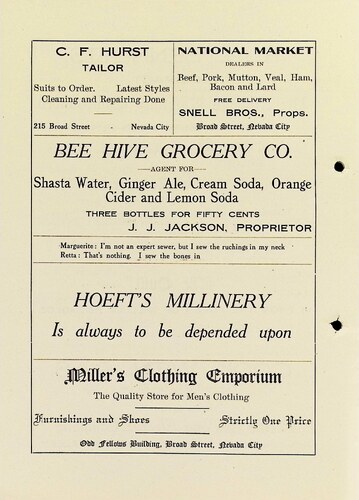 C. F. HURST
TAILOR
Suits to Order. Latest Styles
Cleaning and Repairing Done
215 Broad Street - Nevada City
NATIONAL MARKET
DEALERS IN
Beef, Pork, Mutton, Veal, Ham,
Bacon and Lard
FREE DELIVERY
SNELL BROS., Props.
Broad Street, Nevada City
BEE HIVE GROCERY CO.
AGENT FOR
Shasta Water, Ginger Ale, Cream Soda, Orange
Cider and Lemon Soda
THREE BOTTLES FOR FIFTY CENTS
J. J. JACKSON, PROPRIETOR
Marguerite: I'm not an expert sewer, but I sew the ruchings in my neck
Retta: That's nothing. I sew the bones in
HOEFT'S MILLINERY
Is always to be depended upon
Miller's Clothing Emporium
The Quality Store for Men's Clothing
Furnishings and Shoes Strictly One Price
Odd Fellows Building, Broad Street, Nevada City